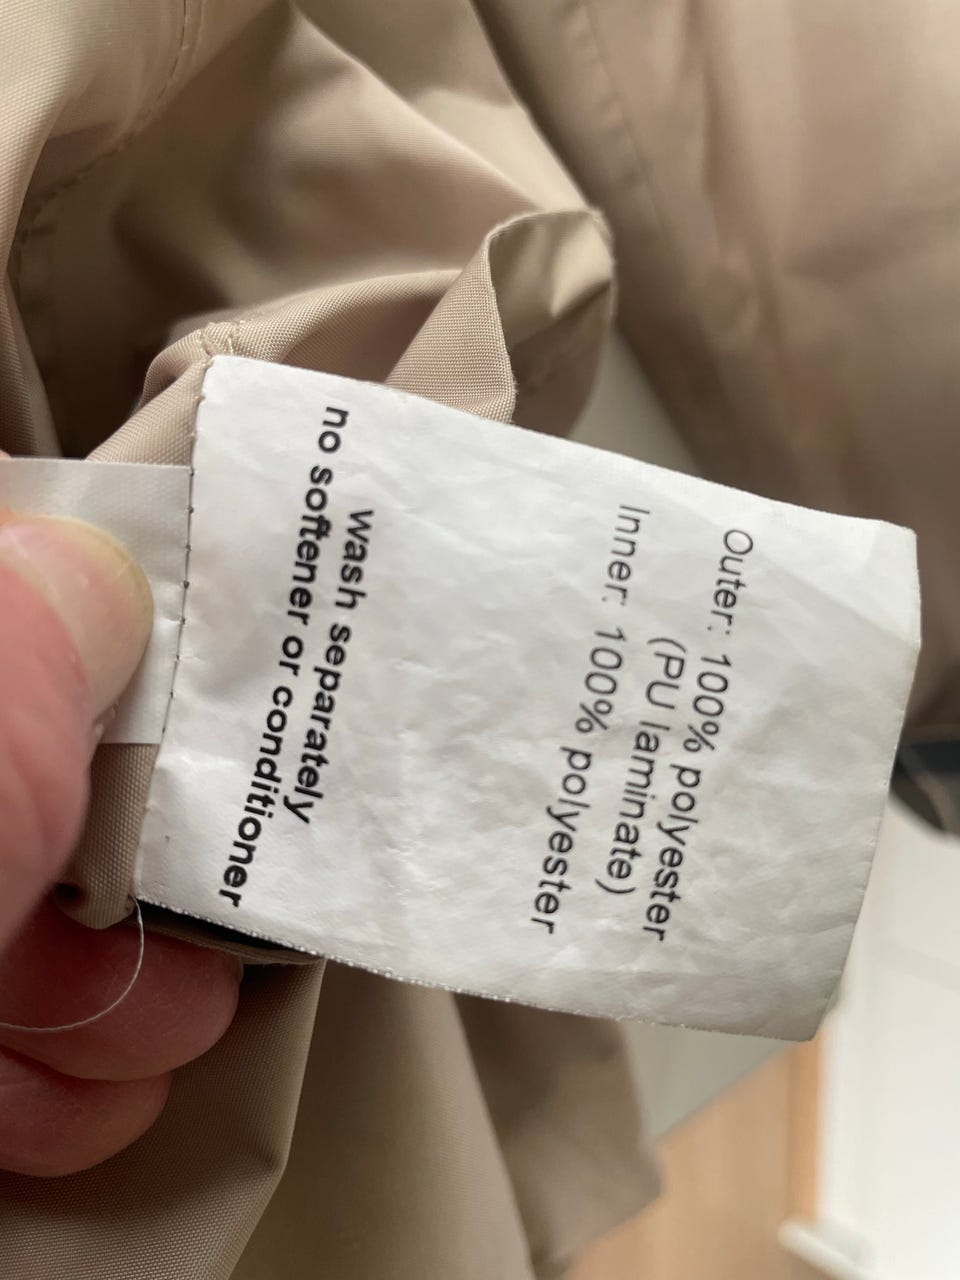 Outer: 100% polyester
(PU laminate)
Inner: 100% polyester
wash separately
no softener or conditioner